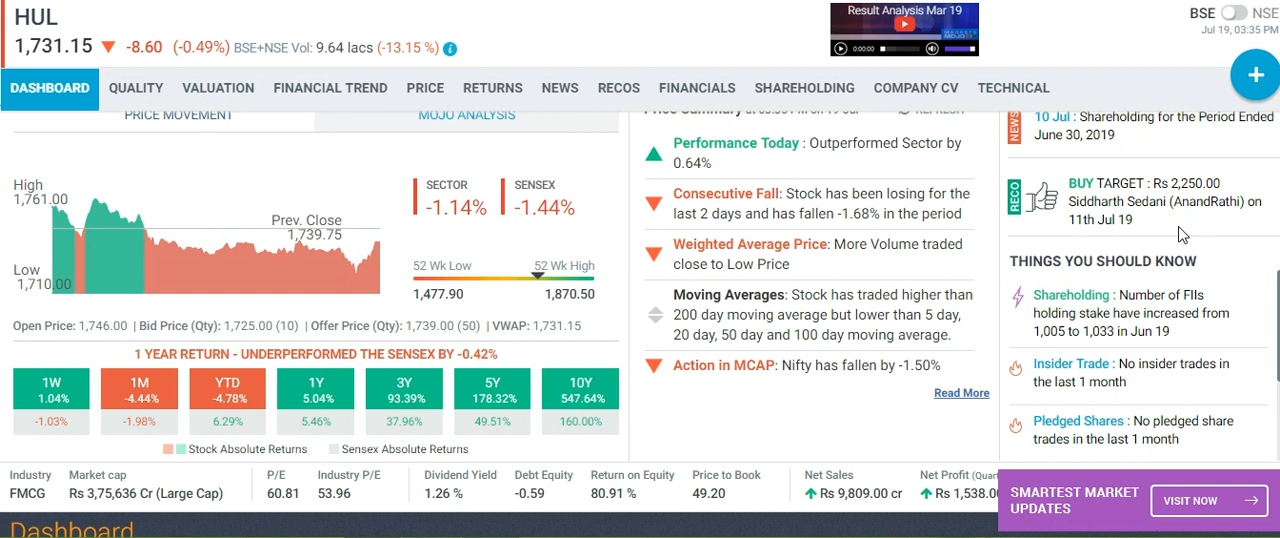 HUL
1,731.15 -8.60 (-0.49%) BSE+NSE Vol: 9.64 lacs (-13.15 %) i
Result Analysis Mar 19
0:00:00
BSE NSE
Jul 19, 03:35 PM
+
DASHBOARD QUALITY VALUATION FINANCIAL TREND PRICE RETURNS NEWS RECOS FINANCIALS SHAREHOLDING COMPANY CV TECHNICAL
PRICE MOVEMENT MOJO ANALYSIS
High
1,761.00
Prev. Close
1,739.75
Low
1,710.00
SECTOR
-1.14%
SENSEX
-1.44%
52 Wk Low 52 Wk High
1,477.90 1,870.50
Open Price: 1,746.00 | Bid Price (Qty): 1,725.00 (10) | Offer Price (Qty): 1,739.00 (50) | VWAP: 1,731.15
1 YEAR RETURN - UNDERPERFORMED THE SENSEX BY -0.42%
1W 1M YTD 1Y 3Y 5Y 10Y
1.04% -4.44% -4.78% 5.04% 93.39% 178.32% 547.64%
-1.03% -1.98% 6.29% 5.46% 37.96% 49.51% 160.00%
Stock Absolute Returns Sensex Absolute Returns
Price Summary
Performance Today : Outperformed Sector by
0.64%
Consecutive Fall: Stock has been losing for the
last 2 days and has fallen -1.68% in the period
Weighted Average Price: More Volume traded
close to Low Price
Moving Averages: Stock has traded higher than
200 day moving average but lower than 5 day,
20 day, 50 day and 100 day moving average.
Action in MCAP: Nifty has fallen by -1.50%
Read More
NEWS
10 Jul : Shareholding for the Period Ended
June 30, 2019
RECO
BUY TARGET : Rs 2,250.00
Siddharth Sedani (AnandRathi) on
11th Jul 19
THINGS YOU SHOULD KNOW
Shareholding : Number of FIIs
holding stake have increased from
1,005 to 1,033 in Jun 19
Insider Trade : No insider trades in
the last 1 month
Pledged Shares : No pledged share
trades in the last 1 month
Industry Market cap P/E Industry P/E Dividend Yield Debt Equity Return on Equity Price to Book Net Sales Net Profit (Quart
FMCG Rs 3,75,636 Cr (Large Cap) 60.81 53.96 1.26 % -0.59 80.91 % 49.20 Rs 9,809.00 cr Rs 1,538.0
SMARTEST MARKET
UPDATES
VISIT NOW
Dashboard